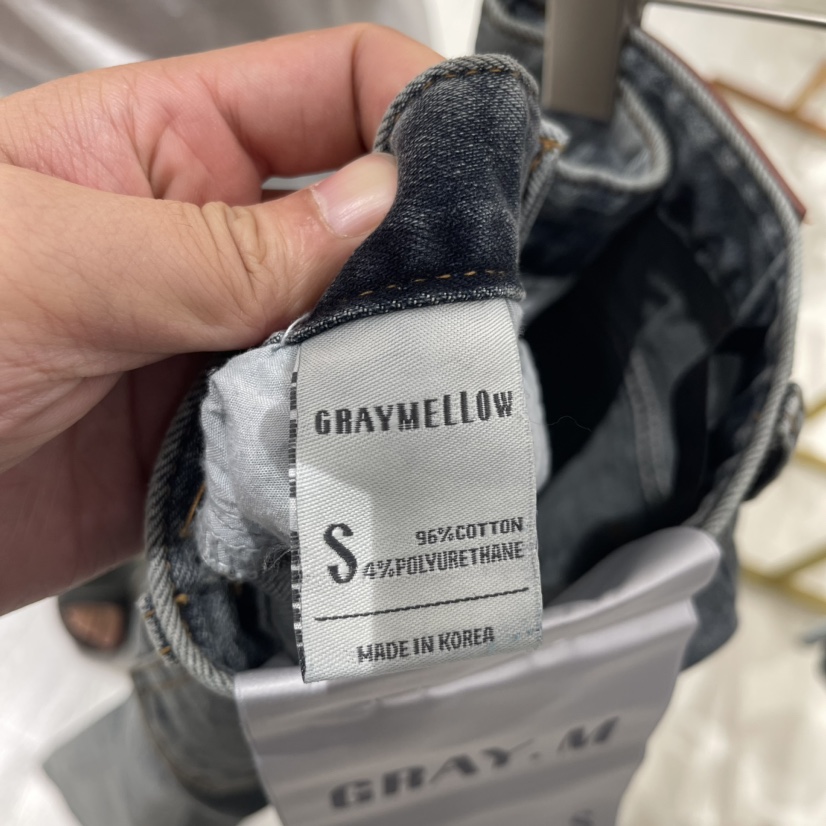 GRAYMELLOW
S
96%COTTON
4%POLYURETHANE
MADE IN KOREA
GRAY. M
S